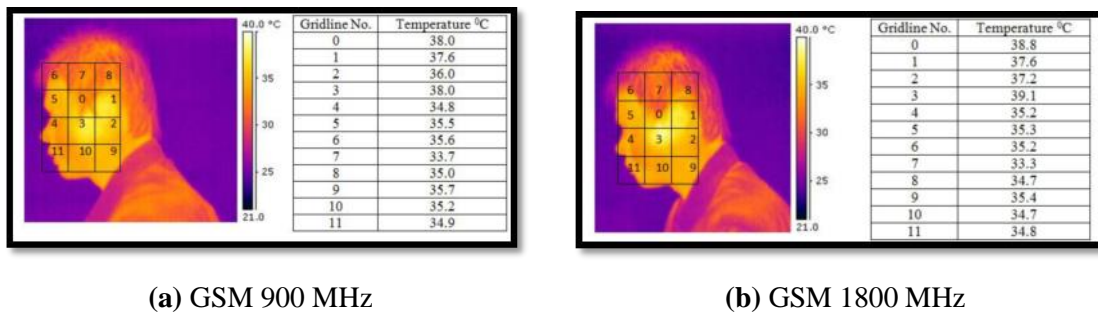 40.0 °C
35
30
25
21.0
6 7 8
5 0 1
4 3 2
11 10 9
Gridline No. Temperature ⁰C
0 38.0
1 37.6
2 36.0
3 38.0
4 34.8
5 35.5
6 35.6
7 33.7
8 35.0
9 35.7
10 35.2
11 34.9
(a) GSM 900 MHz
40.0 °C
35
30
25
21.0
6 7 8
5 0 1
4 3 2
11 10 9
Gridline No. Temperature ⁰C
0 38.8
1 37.6
2 37.2
3 39.1
4 35.2
5 35.3
6 35.2
7 33.3
8 34.7
9 35.4
10 34.7
11 34.8
(b) GSM 1800 MHz